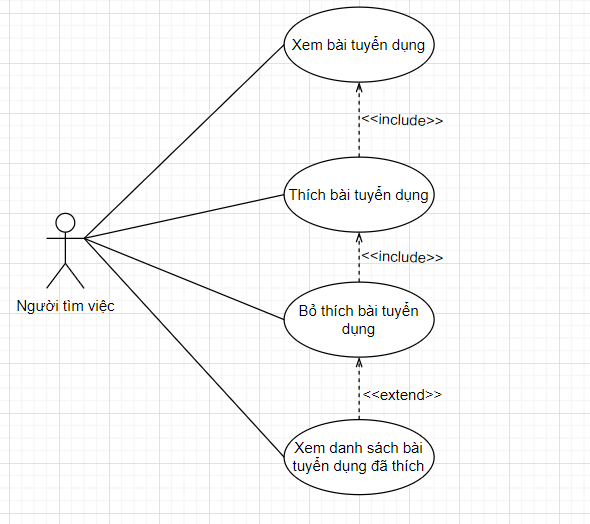 Xem bài tuyển dụng
<<include>>
Thích bài tuyển dụng
<<include>>
Người tìm việc
Bỏ thích bài tuyển
dụng
<<extend>>
Xem danh sách bài
tuyển dụng đã thích